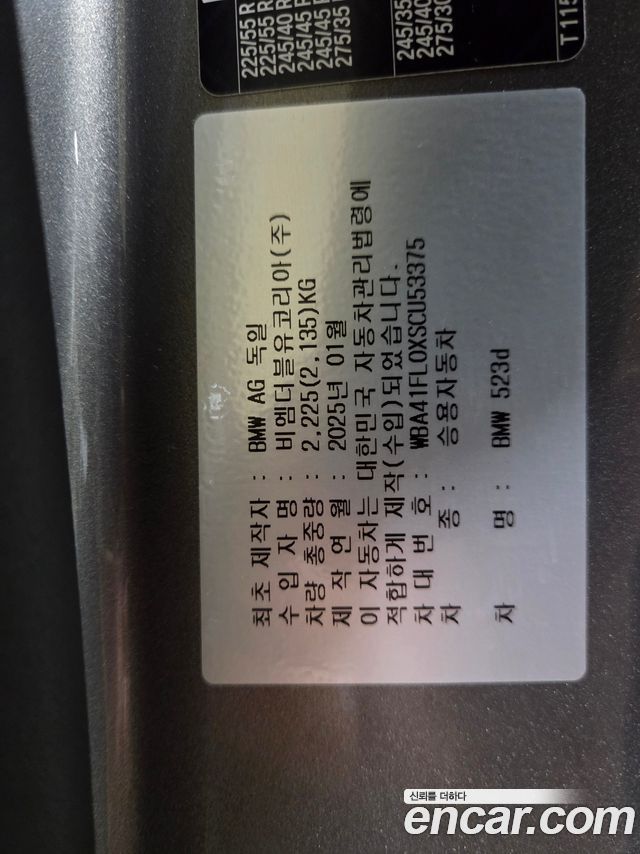 225/55 R
225/55 R
245/40 R
245/45 F
245/45 F
275/35 F
245/35
245/40
275/30
T115
최초 제작자 : BMW AG 독일
수 입 자 명 : 비엠더블유코리아(주)
차량 총중량 : 2,225(2,135)KG
제 작 연 월 : 2025년 01월
이 자동차는 대한민국 자동차관리법령에
적합하게 제작(수입)되었습니다.
차 대 번 호 : WBA41FL0XSCU53375
차 종 : 승용자동차
차 명 : BMW 523d
신뢰를 더하다
encar.com